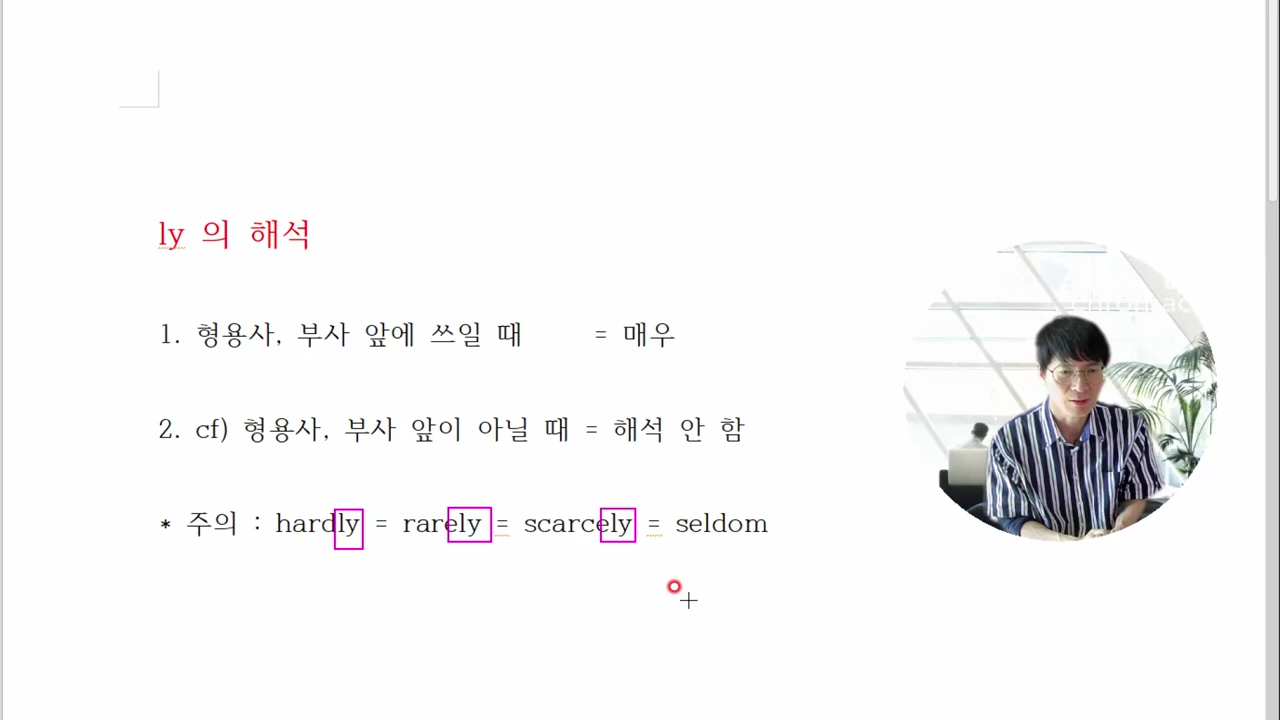 ly 의 해석
1. 형용사, 부사 앞에 쓰일 때 = 매우
2. cf) 형용사, 부사 앞이 아닐 때 = 해석 안 함
* 주의 : hardly = rarely = scarcely = seldom